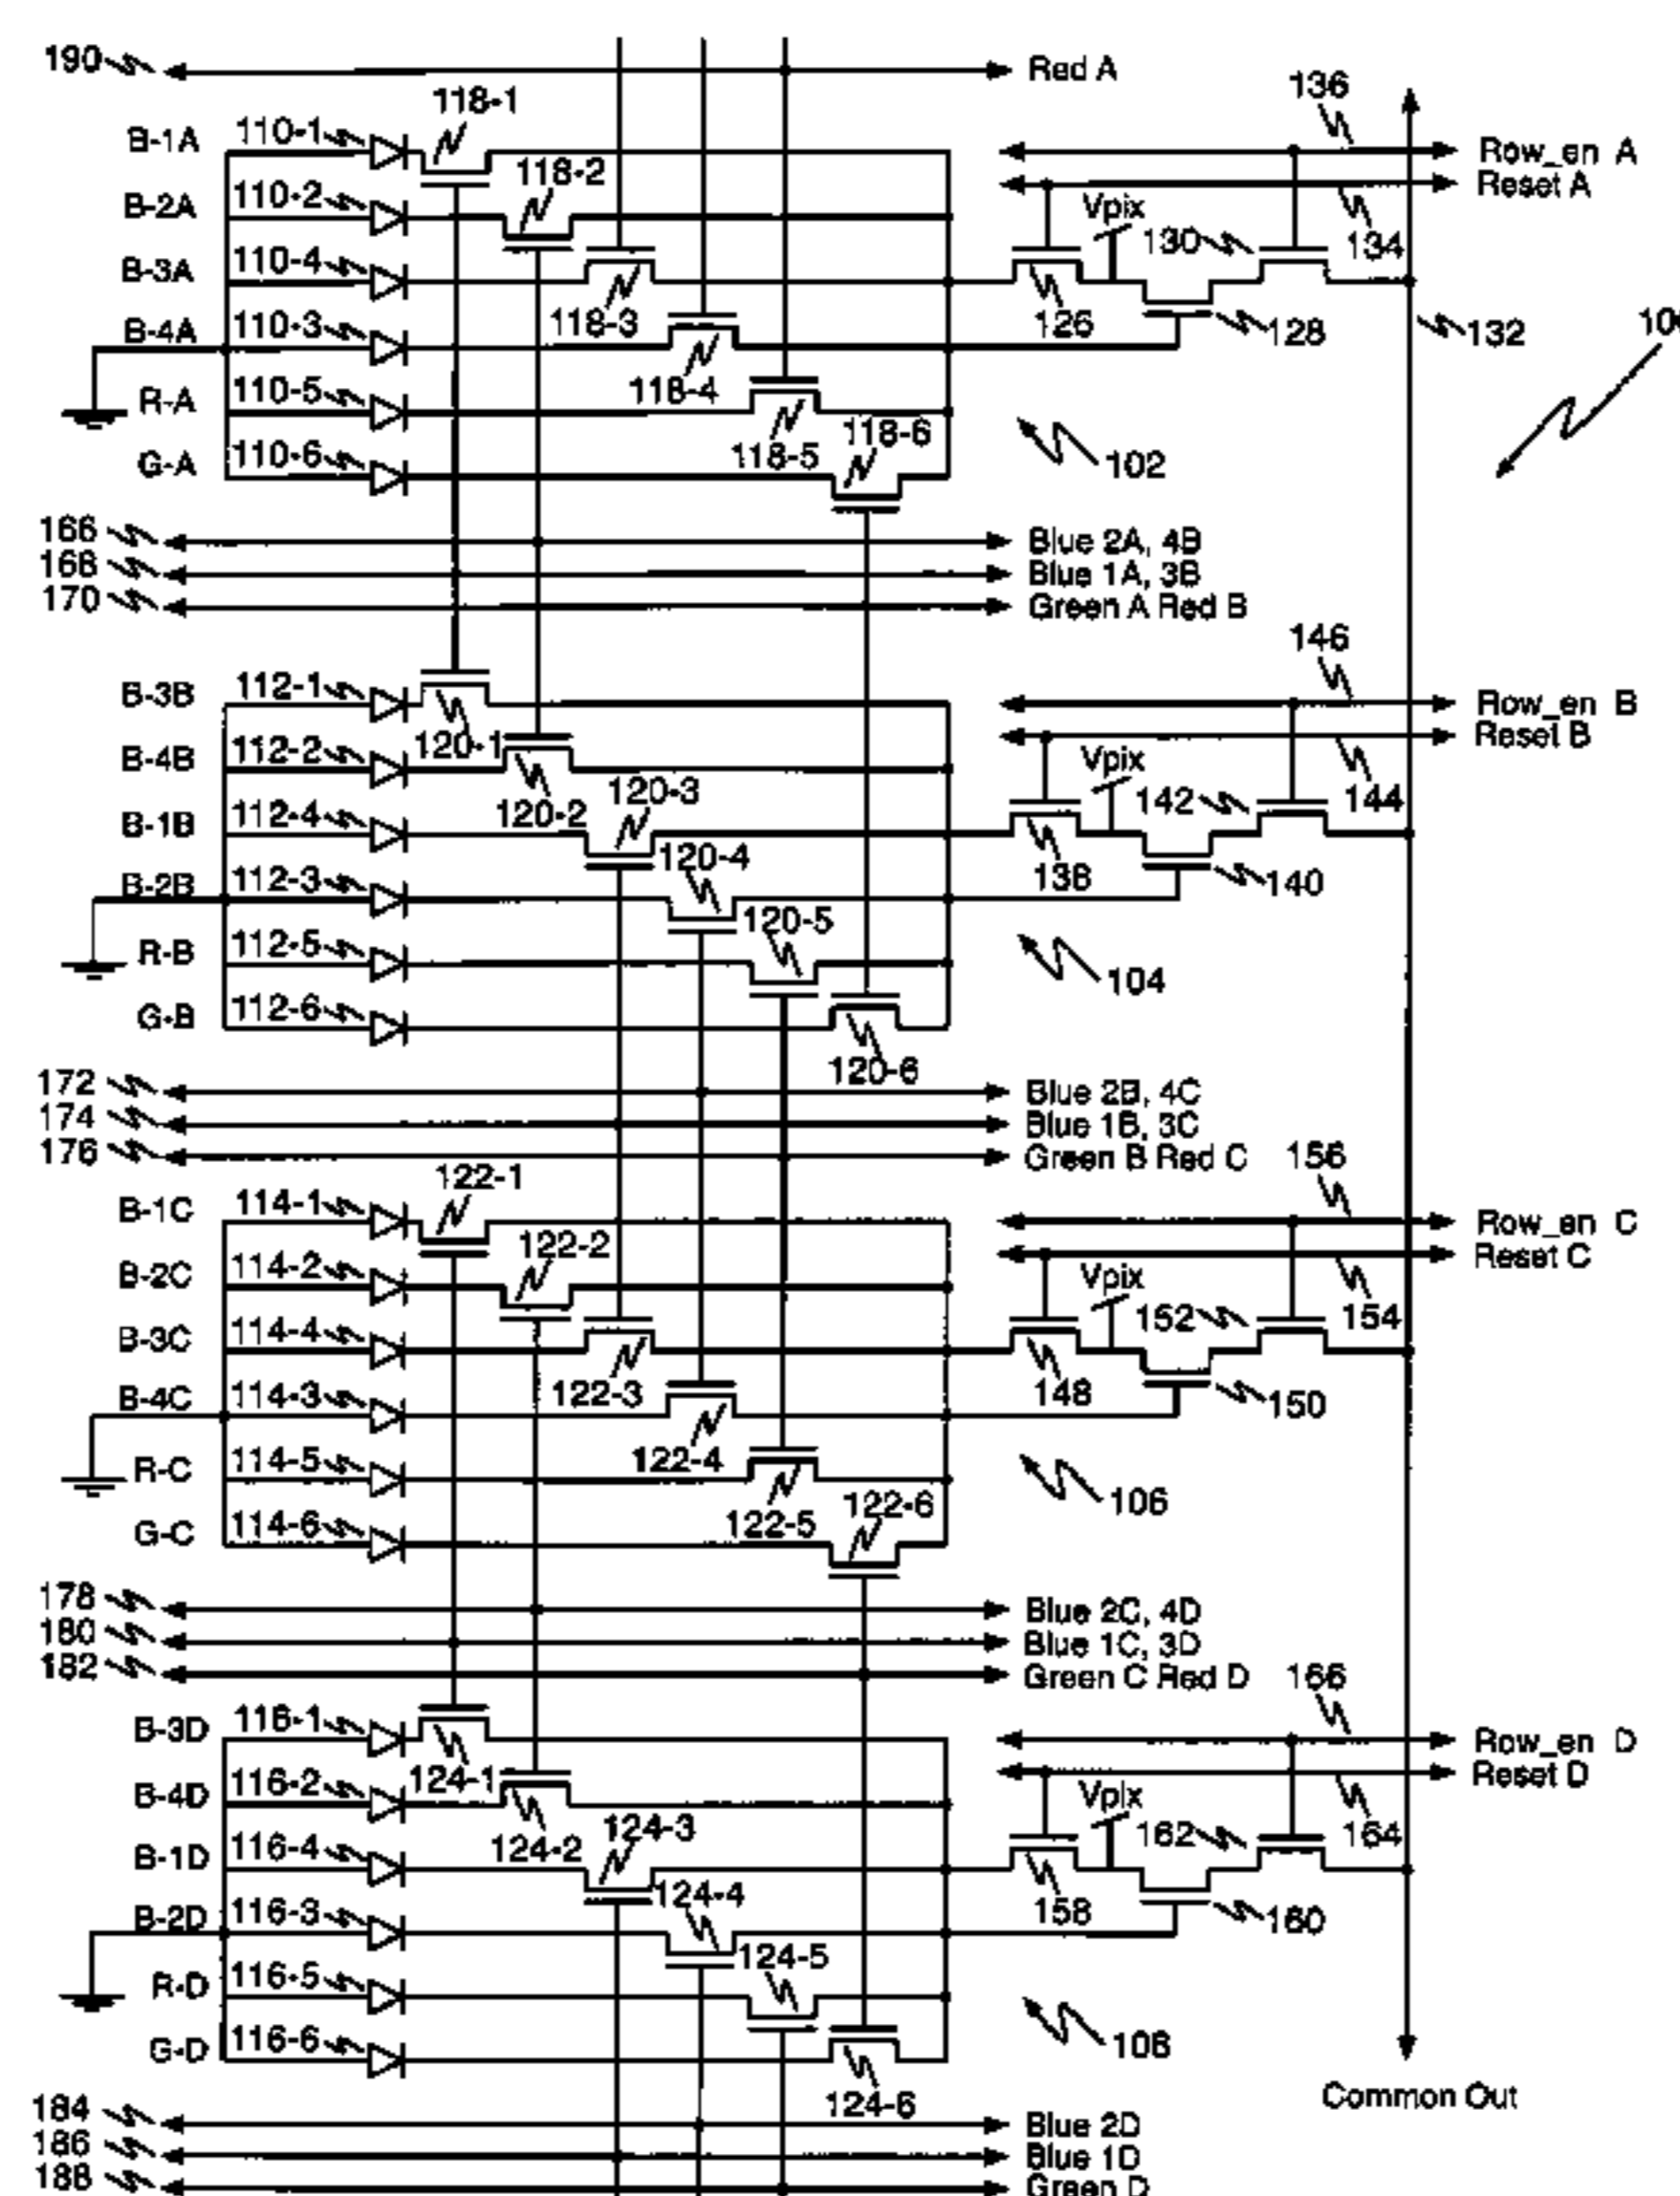 190 Red A
118-1 136
B-1A 110-1 Row_en A
118-2 Reset A
B-2A 110-2 Vpix
B-3A 110-4 130 134
118-3 126 128 132
B-4A 110-3
118-4
R-A 110-5
118-6
118-5
G-A 110-6 102
166 Blue 2A, 4B
168 Blue 1A, 3B
170 Green A Red B
146
B-3B 112-1 Row_en B
120-1 Reset B
B-4B 112-2 Vpix
120-2 120-3
B-1B 112-4 142 144
120-4
B-2B 112-3 138 140
120-5
R-B 112-5
104
G-B 112-6
120-6
172 Blue 2B, 4C
174 Blue 1B, 3C
176 Green B Red C 156
122-1
B-1C 114-1 Row_en C
122-2 Reset C
B-2C 114-2 Vpix
B-3C 114-4 152 154
122-3 148 150
B-4C 114-3
122-4
R-C 114-5
122-6 106
122-5
G-C 114-6
178 Blue 2C, 4D
180 Blue 1C, 3D
182 Green C Red D 166
B-3D 116-1 Row_en D
124-1 Reset D
B-4D 116-2 Vpix
124-2 124-3
B-1D 116-4 162 164
124-4
B-2D 116-3 158 160
124-5
R-D 116-5
108
G-D 116-6
124-6 Common Out
184 Blue 2D
186 Blue 1D
188 Green D